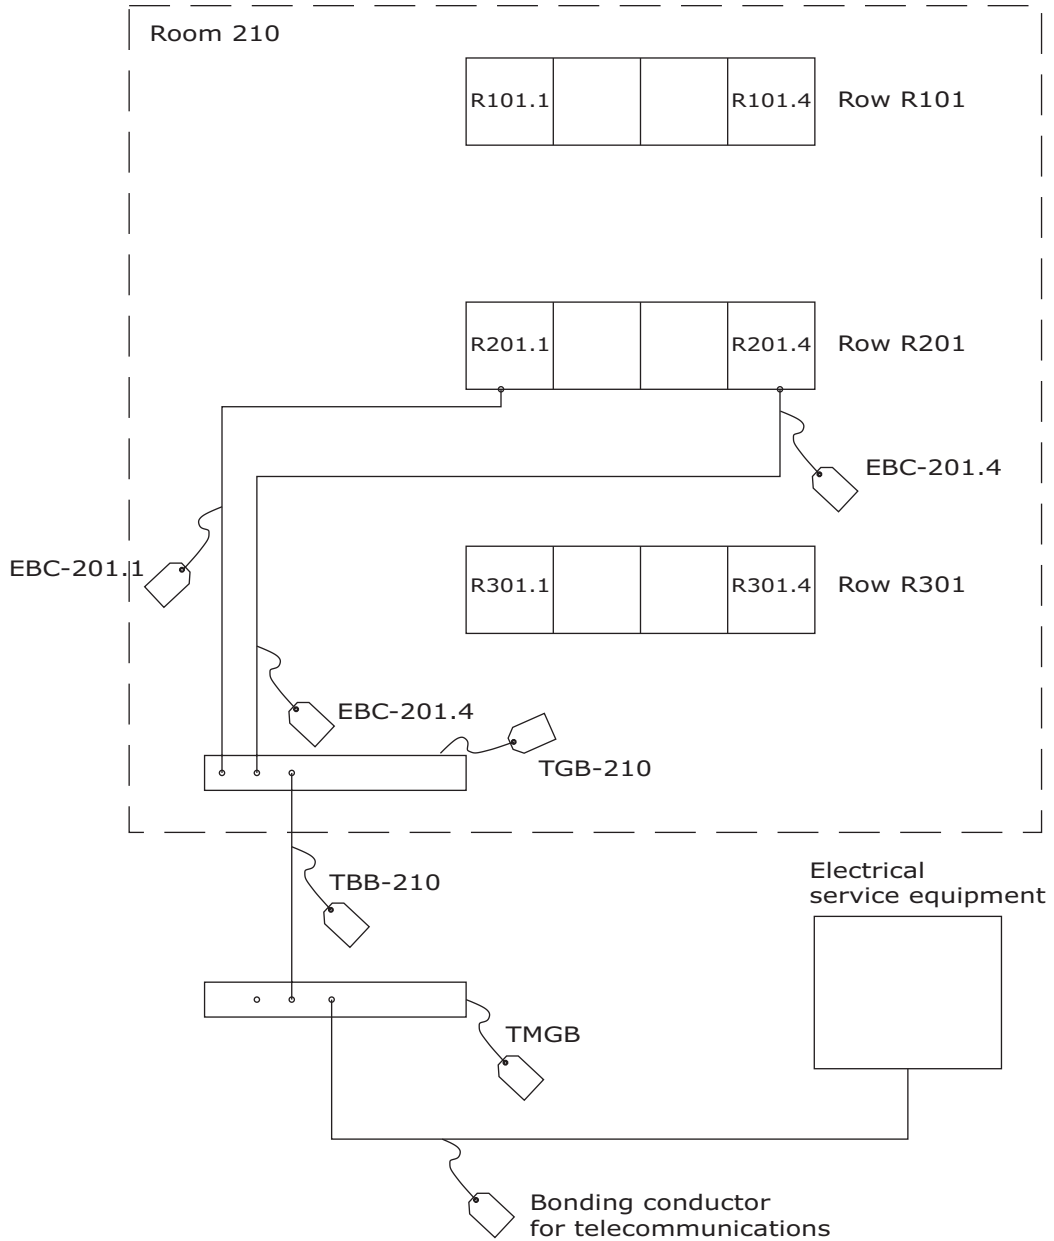 Room 210
R101.1
R101.4
Row R101
R201.1
R201.4
Row R201
EBC-201.4
EBC-201.1
R301.1
R301.4
Row R301
EBC-201.4
TGB-210
TBB-210
Electrical
service equipment
TMGB
Bonding conductor
for telecommunications